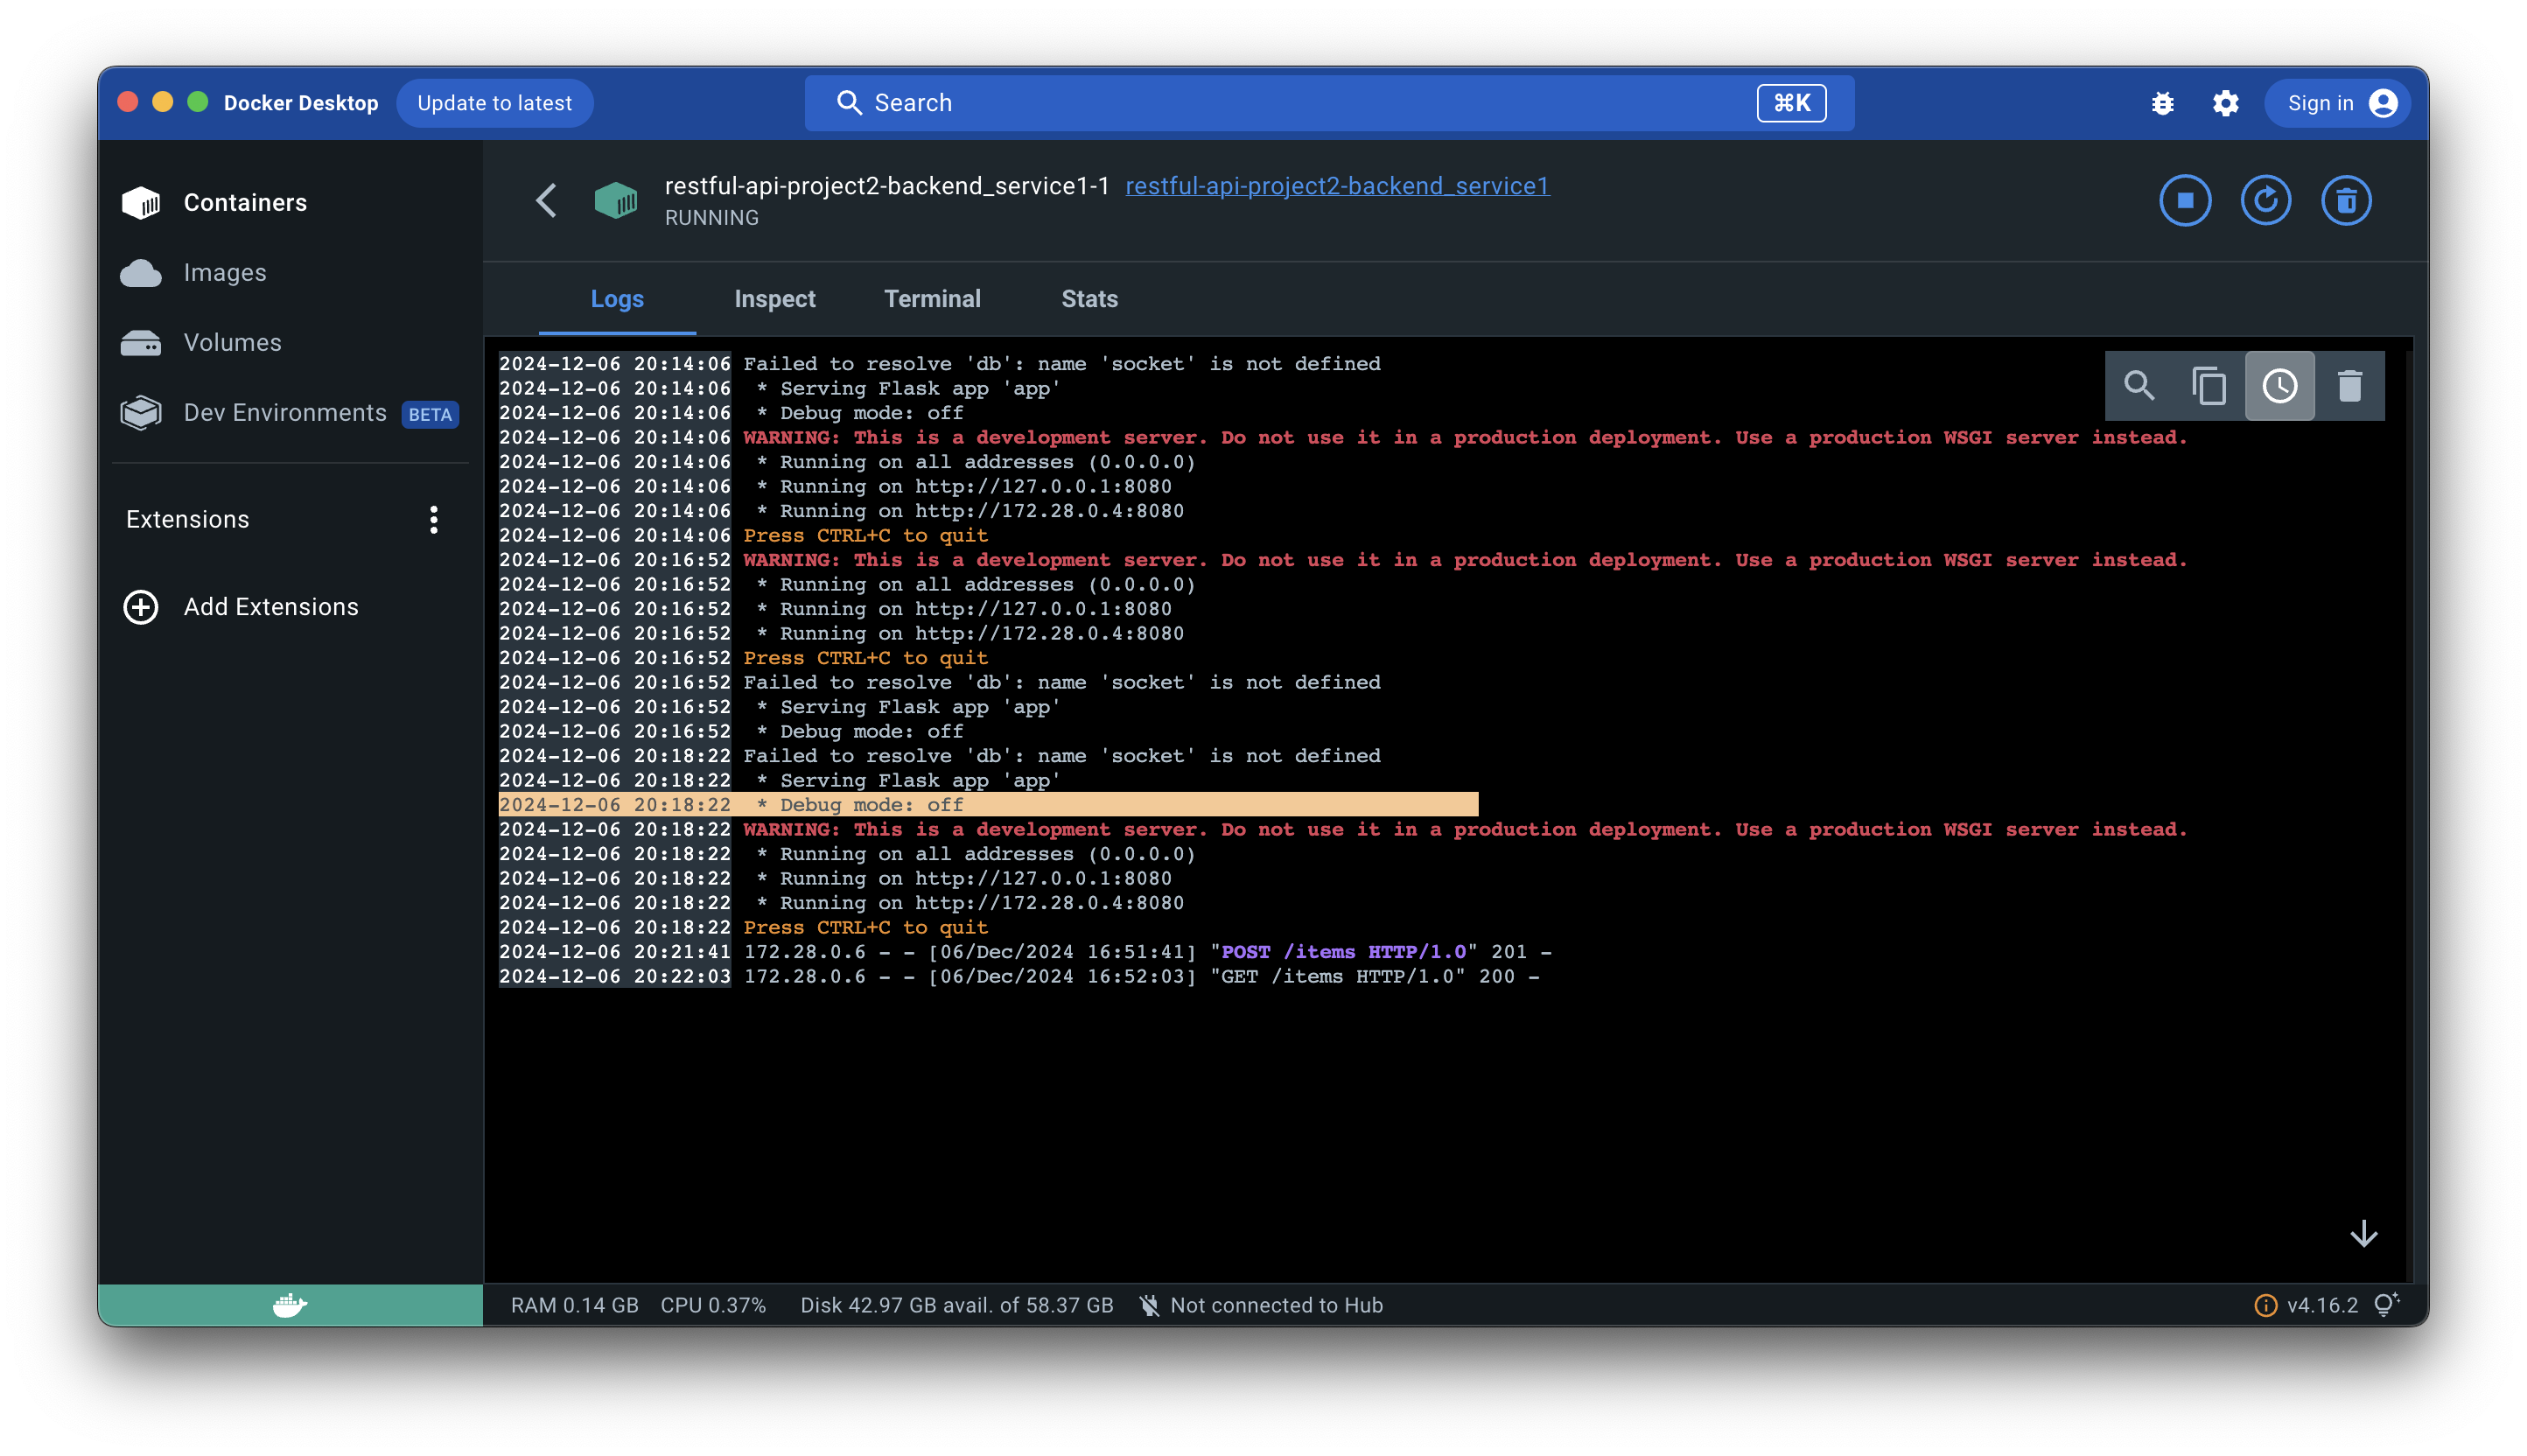 Docker Desktop Update to latest Search ⌘K Sign in
Containers
Images
Volumes
Dev Environments BETA
Extensions
Add Extensions
restful-api-project2-backend_service1-1 restful-api-project2-backend_service1
RUNNING
Logs Inspect Terminal Stats
2024-12-06 20:14:06 Failed to resolve 'db': name 'socket' is not defined
2024-12-06 20:14:06  * Serving Flask app 'app'
2024-12-06 20:14:06  * Debug mode: off
2024-12-06 20:14:06 WARNING: This is a development server. Do not use it in a production deployment. Use a production WSGI server instead.
2024-12-06 20:14:06  * Running on all addresses (0.0.0.0)
2024-12-06 20:14:06  * Running on http://127.0.0.1:8080
2024-12-06 20:14:06  * Running on http://172.28.0.4:8080
2024-12-06 20:14:06 Press CTRL+C to quit
2024-12-06 20:16:52 WARNING: This is a development server. Do not use it in a production deployment. Use a production WSGI server instead.
2024-12-06 20:16:52  * Running on all addresses (0.0.0.0)
2024-12-06 20:16:52  * Running on http://127.0.0.1:8080
2024-12-06 20:16:52  * Running on http://172.28.0.4:8080
2024-12-06 20:16:52 Press CTRL+C to quit
2024-12-06 20:16:52 Failed to resolve 'db': name 'socket' is not defined
2024-12-06 20:16:52  * Serving Flask app 'app'
2024-12-06 20:16:52  * Debug mode: off
2024-12-06 20:18:22 Failed to resolve 'db': name 'socket' is not defined
2024-12-06 20:18:22  * Serving Flask app 'app'
2024-12-06 20:18:22  * Debug mode: off
2024-12-06 20:18:22 WARNING: This is a development server. Do not use it in a production deployment. Use a production WSGI server instead.
2024-12-06 20:18:22  * Running on all addresses (0.0.0.0)
2024-12-06 20:18:22  * Running on http://127.0.0.1:8080
2024-12-06 20:18:22  * Running on http://172.28.0.4:8080
2024-12-06 20:18:22 Press CTRL+C to quit
2024-12-06 20:21:41 172.28.0.6 - - [06/Dec/2024 16:51:41] "POST /items HTTP/1.0" 201 -
2024-12-06 20:22:03 172.28.0.6 - - [06/Dec/2024 16:52:03] "GET /items HTTP/1.0" 200 -
RAM 0.14 GB CPU 0.37% Disk 42.97 GB avail. of 58.37 GB Not connected to Hub v4.16.2